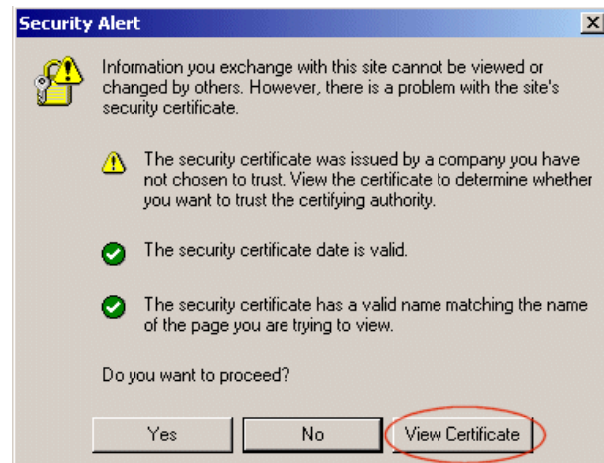 Security Alert
Information you exchange with this site cannot be viewed or
changed by others. However, there is a problem with the site's
security certificate.
The security certificate was issued by a company you have
not chosen to trust. View the certificate to determine whether
you want to trust the certifying authority.
The security certificate date is valid.
The security certificate has a valid name matching the name
of the page you are trying to view.
Do you want to proceed?
Yes No View Certificate